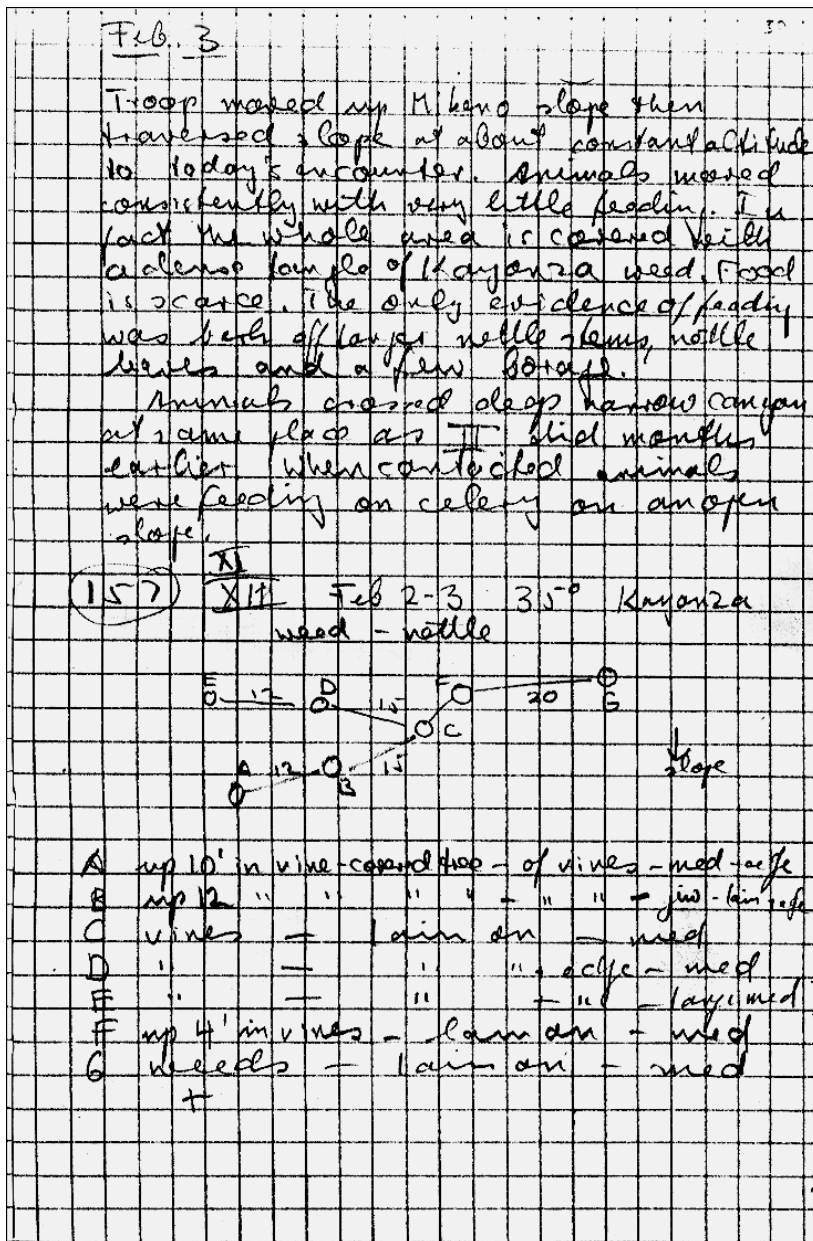 30
Feb. 3
Troop moved up Mikeno slope then
traversed slope at about constant altitude
to today's encounter. Animals moved
consistently with very little feeding. In
fact the whole area is covered with
a dense tangle of Kayonza weed. Food
is scarce. The only evidence of feeding
was bark off larger nettle stems, nettle
leaves and a few borage.
Animals crossed deep narrow canyon
at same place as II did months
earlier. When contacted animals
were feeding on celery on an open
slope.
XI
157 XII Feb 2-3 35° Kayonza
weed - nettle
E 12 D 15 F 20 G
C
A 12 B 15
slope
A up 10' in vine-covered tree - of vines - med - edge
B up 12 " " " " - " " - juv - lain edge
C vines - lain on - med
D " - " " + edge - med
E " - " + " - large med
F up 4' in vines - lain on - med
G weeds - lain on - med
+